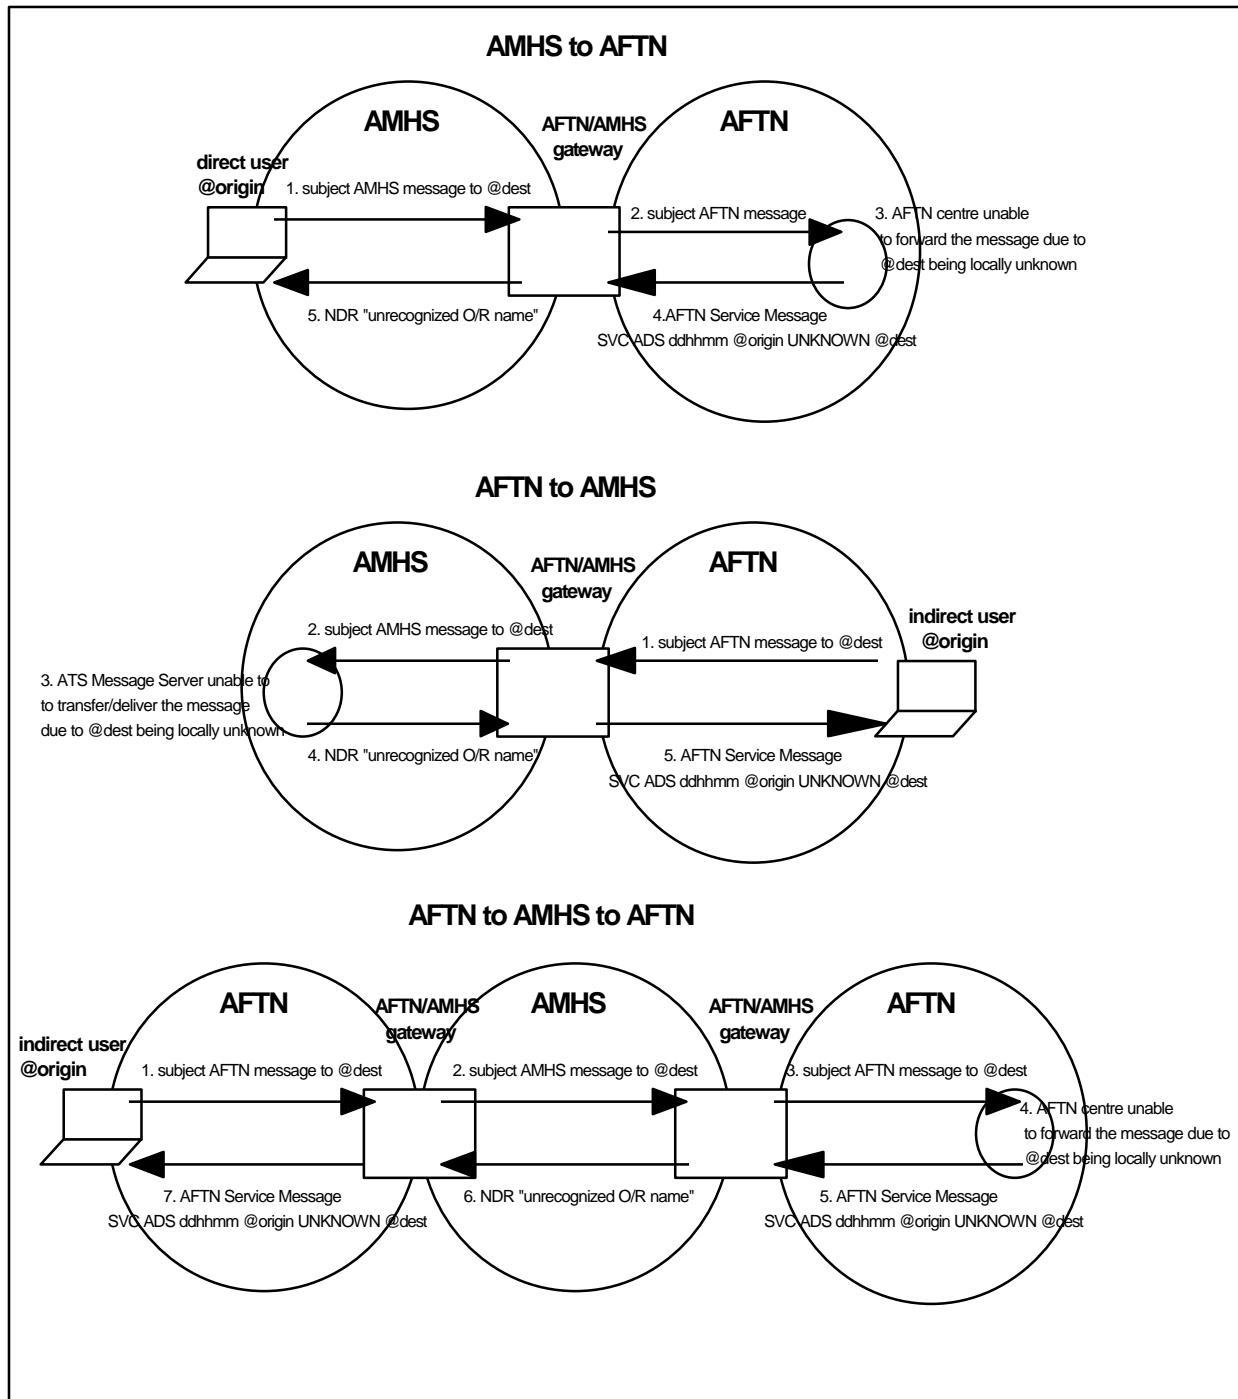 AMHS to AFTN
AMHS
AFTN/AMHS
gateway
AFTN
direct user
@origin
1. subject AMHS message to @dest
2. subject AFTN message
3. AFTN centre unable
to forward the message due to
@dest being locally unknown
5. NDR "unrecognized O/R name"
4.AFTN Service Message
SVC ADS ddhhmm @origin UNKNOWN @dest
AFTN to AMHS
AMHS
AFTN/AMHS
gateway
AFTN
indirect user
@origin
2. subject AMHS message to @dest
1. subject AFTN message to @dest
3. ATS Message Server unable to
to transfer/deliver the message
due to @dest being locally unknown
4. NDR "unrecognized O/R name"
5. AFTN Service Message
SVC ADS ddhhmm @origin UNKNOWN @dest
AFTN to AMHS to AFTN
AFTN
AFTN/AMHS
gateway
AMHS
AFTN/AMHS
gateway
AFTN
indirect user
@origin
1. subject AFTN message to @dest
2. subject AMHS message to @dest
3. subject AFTN message to @dest
4. AFTN centre unable
to forward the message due to
@dest being locally unknown
7. AFTN Service Message
SVC ADS ddhhmm @origin UNKNOWN @dest
6. NDR "unrecognized O/R name"
5. AFTN Service Message
SVC ADS ddhhmm @origin UNKNOWN @dest